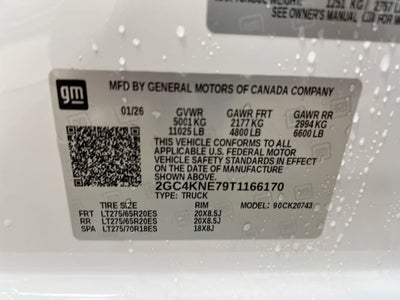 1251 KG
SEE OWNER'S MANUAL
gm
MFD BY GENERAL MOTORS OF CANADA COMPANY
01/26 GVWR GAWR FRT GAWR RR
5001 KG 2177 KG 2994 KG
11025 LB 4800 LB 6600 LB
THIS VEHICLE CONFORMS TO ALL
APPLICABLE U.S. FEDERAL MOTOR
VEHICLE SAFETY STANDARDS IN EFFECT
ON THE DATE OF MANUFACTURE
SHOWN ABOVE.
2GC4KNE79T1166170
TYPE: TRUCK
TIRE SIZE RIM MODEL: 90CK20743
FRT LT275/65R20ES 20X8.5J
RR LT275/65R20ES 20X8.5J
SPA LT275/70R18ES 18X8J